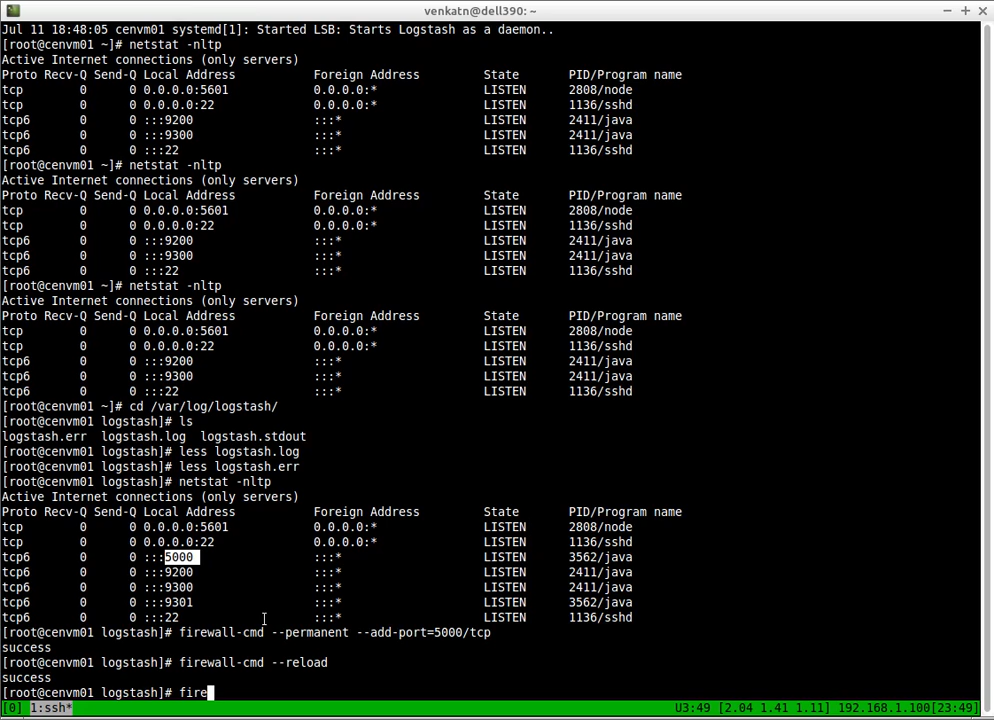 venkatn@dell390: ~
Jul 11 18:48:05 cenvm01 systemd[1]: Started LSB: Starts Logstash as a daemon..
[root@cenvm01 ~]# netstat -nltp
Active Internet connections (only servers)
Proto Recv-Q Send-Q Local Address           Foreign Address         State       PID/Program name
tcp        0      0 0.0.0.0:5601            0.0.0.0:*               LISTEN      2808/node
tcp        0      0 0.0.0.0:22              0.0.0.0:*               LISTEN      1136/sshd
tcp6       0      0 :::9200                 :::*                    LISTEN      2411/java
tcp6       0      0 :::9300                 :::*                    LISTEN      2411/java
tcp6       0      0 :::22                   :::*                    LISTEN      1136/sshd
[root@cenvm01 ~]# netstat -nltp
Active Internet connections (only servers)
Proto Recv-Q Send-Q Local Address           Foreign Address         State       PID/Program name
tcp        0      0 0.0.0.0:5601            0.0.0.0:*               LISTEN      2808/node
tcp        0      0 0.0.0.0:22              0.0.0.0:*               LISTEN      1136/sshd
tcp6       0      0 :::9200                 :::*                    LISTEN      2411/java
tcp6       0      0 :::9300                 :::*                    LISTEN      2411/java
tcp6       0      0 :::22                   :::*                    LISTEN      1136/sshd
[root@cenvm01 ~]# netstat -nltp
Active Internet connections (only servers)
Proto Recv-Q Send-Q Local Address           Foreign Address         State       PID/Program name
tcp        0      0 0.0.0.0:5601            0.0.0.0:*               LISTEN      2808/node
tcp        0      0 0.0.0.0:22              0.0.0.0:*               LISTEN      1136/sshd
tcp6       0      0 :::9200                 :::*                    LISTEN      2411/java
tcp6       0      0 :::9300                 :::*                    LISTEN      2411/java
tcp6       0      0 :::22                   :::*                    LISTEN      1136/sshd
[root@cenvm01 ~]# cd /var/log/logstash/
[root@cenvm01 logstash]# ls
logstash.err  logstash.log  logstash.stdout
[root@cenvm01 logstash]# less logstash.log
[root@cenvm01 logstash]# less logstash.err
[root@cenvm01 logstash]# netstat -nltp
Active Internet connections (only servers)
Proto Recv-Q Send-Q Local Address           Foreign Address         State       PID/Program name
tcp        0      0 0.0.0.0:5601            0.0.0.0:*               LISTEN      2808/node
tcp        0      0 0.0.0.0:22              0.0.0.0:*               LISTEN      1136/sshd
tcp6       0      0 :::5000                 :::*                    LISTEN      3562/java
tcp6       0      0 :::9200                 :::*                    LISTEN      2411/java
tcp6       0      0 :::9300                 :::*                    LISTEN      2411/java
tcp6       0      0 :::9301                 :::*                    LISTEN      3562/java
tcp6       0      0 :::22                   :::*                    LISTEN      1136/sshd
[root@cenvm01 logstash]# firewall-cmd --permanent --add-port=5000/tcp
success
[root@cenvm01 logstash]# firewall-cmd --reload
success
[root@cenvm01 logstash]# fire
[0] 1:ssh* U3:49 [2.04 1.41 1.11] 192.168.1.100[23:49]